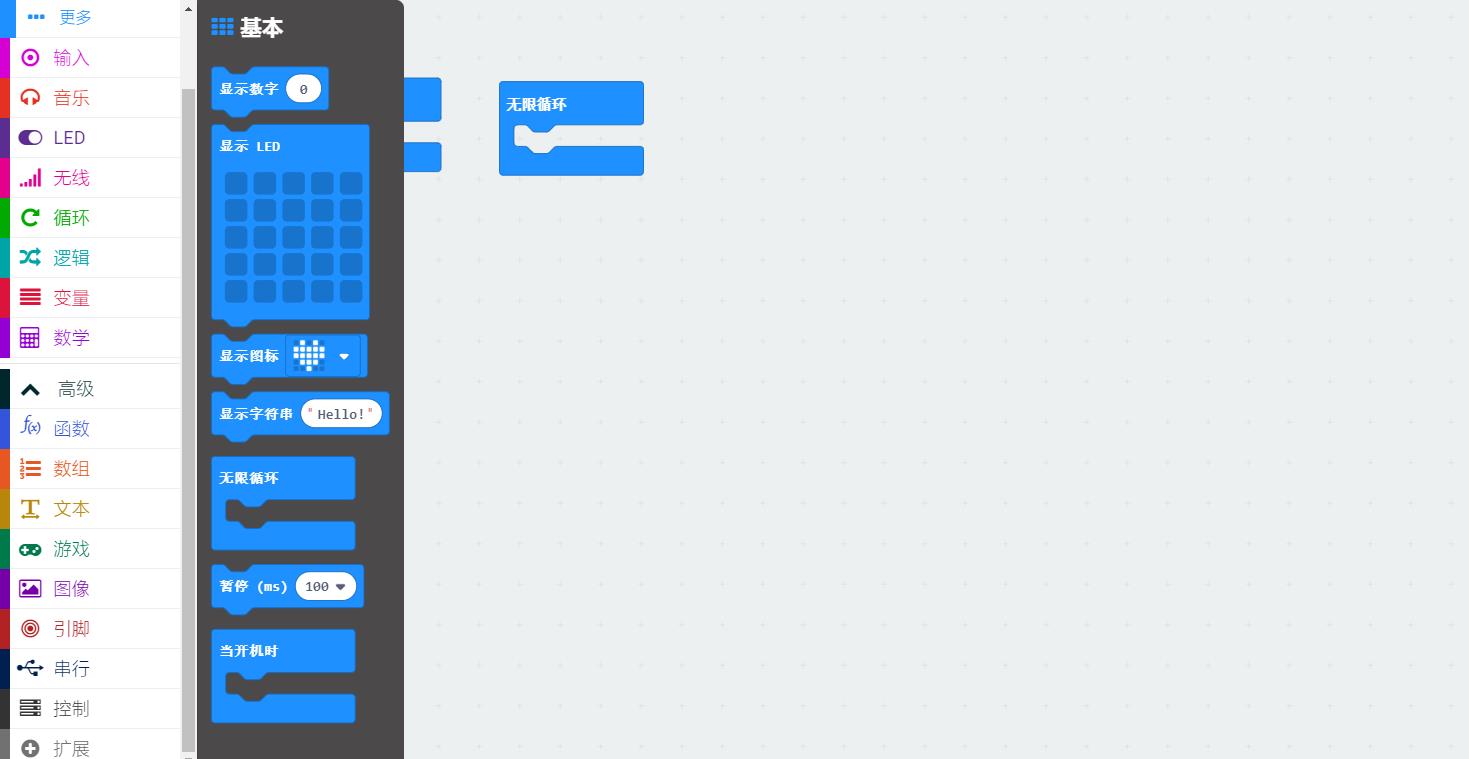 更多
输入
音乐
LED
无线
循环
逻辑
变量
数学
高级
f(x) 函数
数组
文本
游戏
图像
引脚
串行
控制
扩展
基本
显示数字 0
显示 LED
显示图标
显示字符串 "Hello!"
无限循环
暂停 (ms) 100
当开机时
无限循环